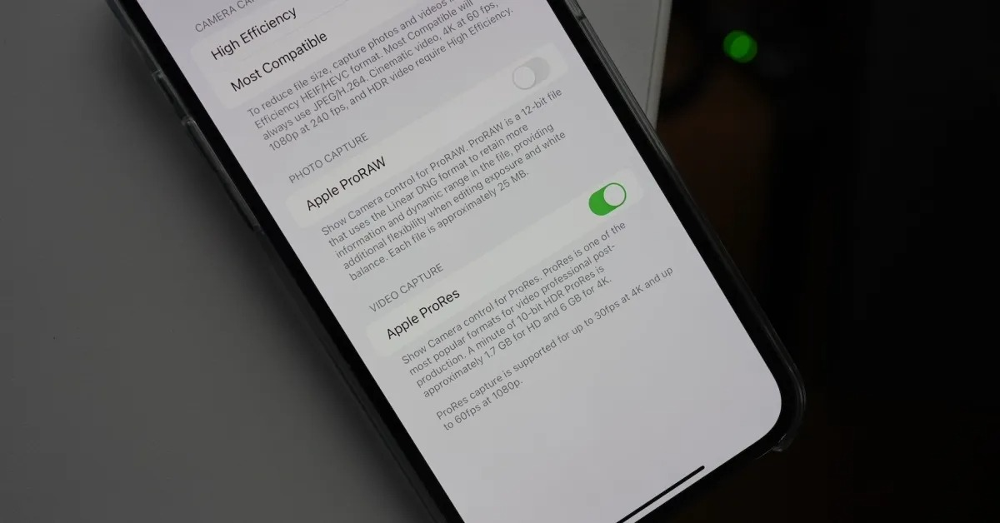 CAMERA
High Efficiency
Most Compatible
To reduce file size, capture photos and videos in
Efficiency HEIF/HEVC format. Most Compatible will
always use JPEG/H.264. Cinematic video, 4K at 60 fps,
1080p at 240 fps, and HDR video require High Efficiency.
PHOTO CAPTURE
Apple ProRAW
Show Camera control for ProRAW. ProRAW is a 12-bit file
that uses the Linear DNG format to retain more
information and dynamic range in the file, providing
additional flexibility when editing exposure and white
balance. Each file is approximately 25 MB.
VIDEO CAPTURE
Apple ProRes
Show Camera control for ProRes. ProRes is one of the
most popular formats for video professional post-
production. A minute of 10-bit HDR ProRes is
approximately 1.7 GB for HD and 6 GB for 4K.
ProRes capture is supported for up to 30fps at 4K and up
to 60fps at 1080p.